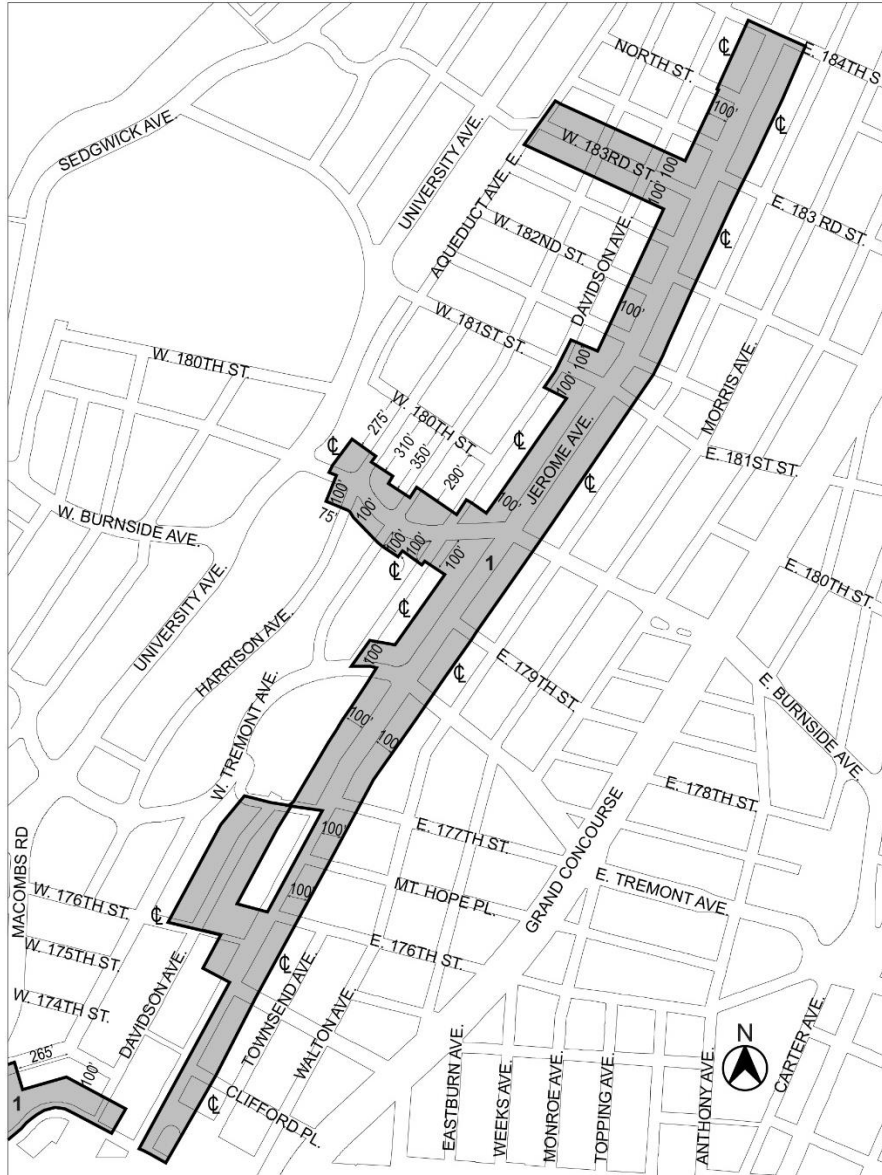 NORTH ST.
℄
E. 184TH S
100'
℄
SEDGWICK AVE.
UNIVERSITY AVE.
W. 183RD ST.
100'
AQUEDUCT AVE. E.
100'
E. 183 RD ST.
W. 182ND ST.
DAVIDSON AVE.
℄
100'
W. 181ST ST.
W. 180TH ST.
100'
100'
MORRIS AVE.
W. 180TH ST.
275'
310'
350'
290'
℄
℄
JEROME AVE.
E. 181ST ST.
℄
100'
100'
75'
100'
W. BURNSIDE AVE.
100'
100'
100'
1
℄
E. 180TH ST.
℄
UNIVERSITY AVE.
HARRISON AVE.
100'
E. 179TH ST.
℄
E. BURNSIDE AVE.
W. TREMONT AVE.
100'
100'
GRAND CONCOURSE
E. 178TH ST.
MACOMBS RD
100'
E. 177TH ST.
100'
MT. HOPE PL.
E. TREMONT AVE.
W. 176TH ST.
℄
W. 175TH ST.
E. 176TH ST.
℄
W. 174TH ST.
DAVIDSON AVE.
TOWNSEND AVE.
WALTON AVE.
265'
100'
1
℄
CLIFFORD PL.
EASTBURN AVE.
WEEKS AVE.
MONROE AVE.
TOPPING AVE.
ANTHONY AVE.
N
CARTER AVE.